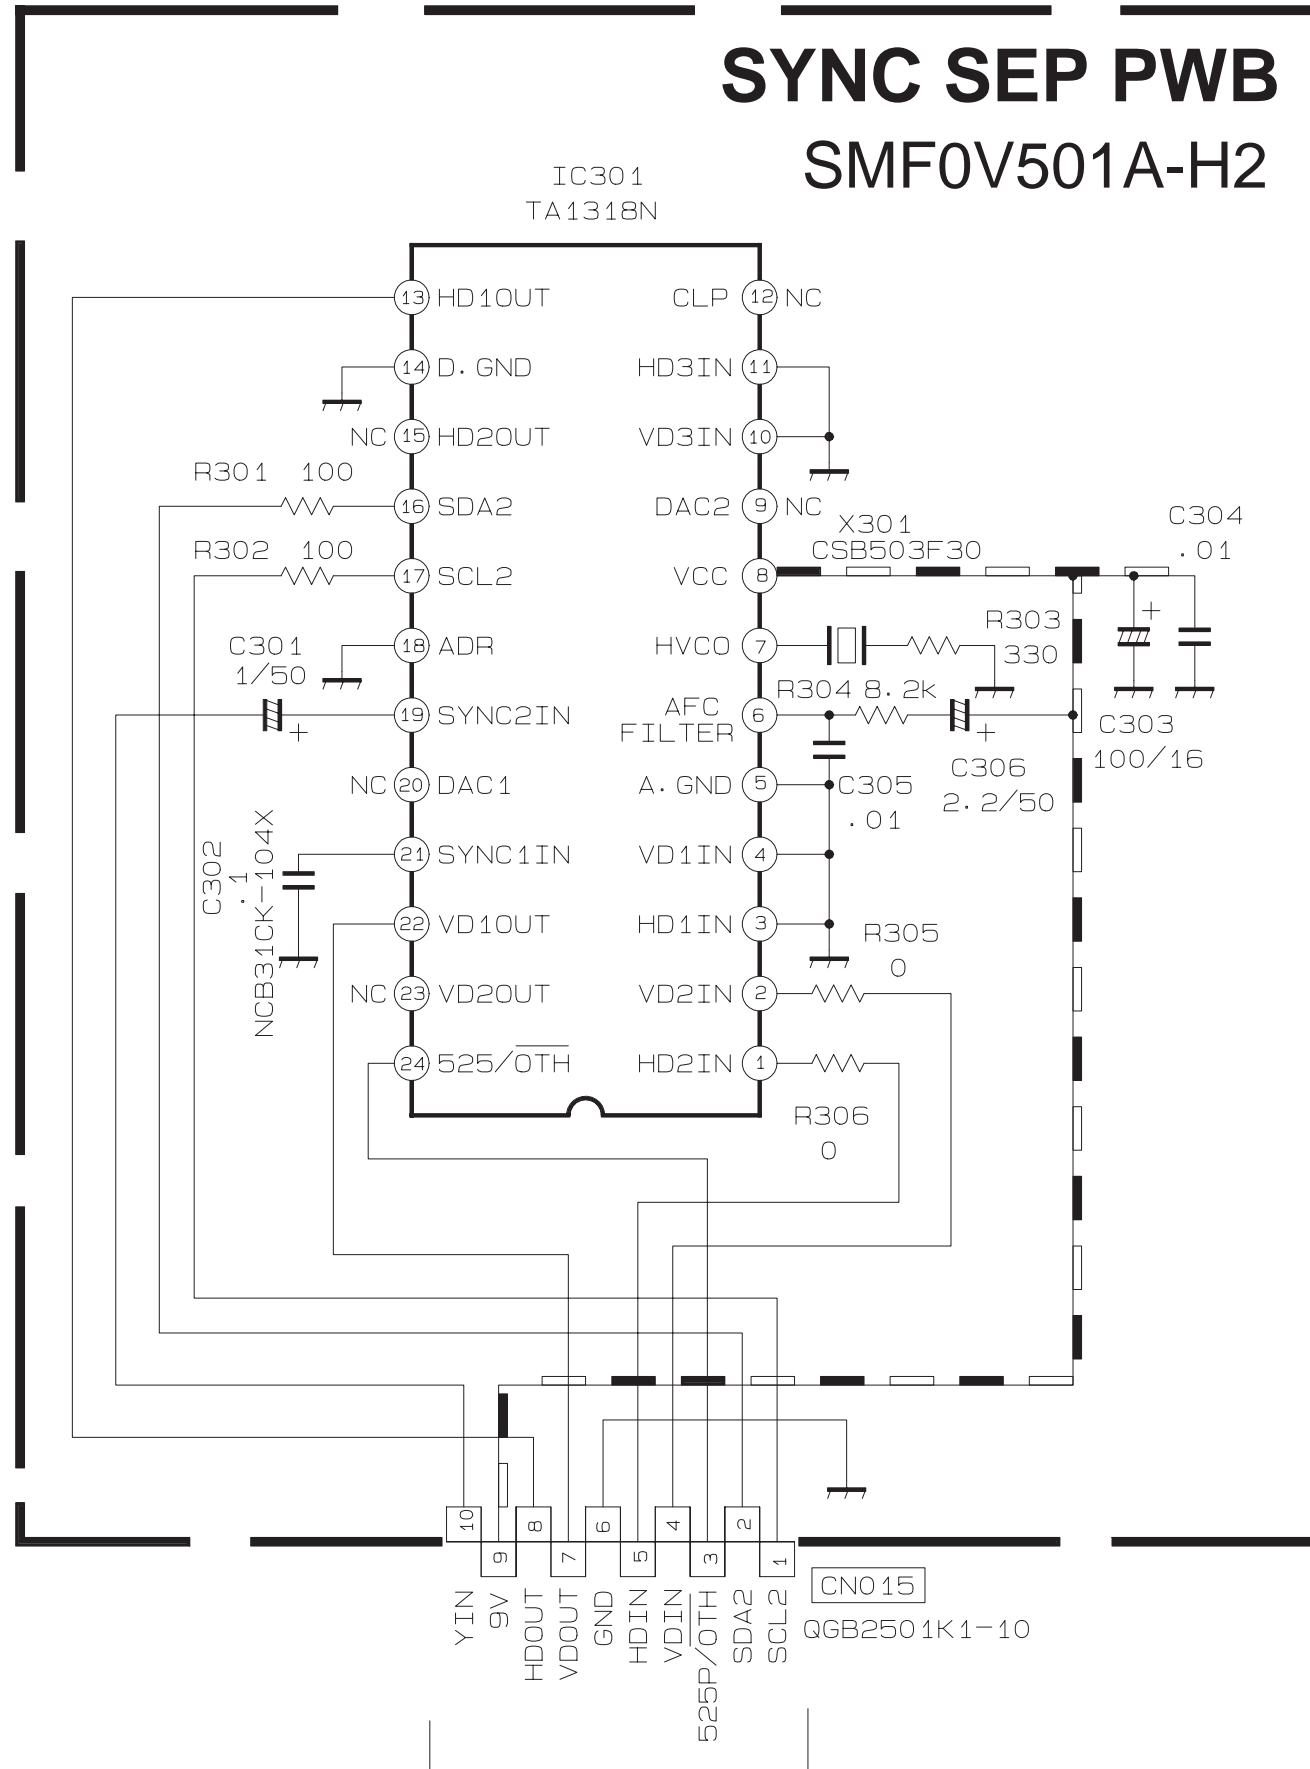 SYNC SEP PWB
SMF0V501A-H2
IC301
TA1318N
13 HD1OUT
CLP 12 NC
14 D.GND
HD3IN 11
NC 15 HD2OUT
VD3IN 10
R301 100
16 SDA2
DAC2 9 NC
X301
CSB503F30
C304
.01
R302 100
17 SCL2
VCC 8
C301
1/50
18 ADR
HVCO 7
R303
330
R304 8.2K
19 SYNC2IN
AFC
FILTER
6
C303
100/16
C306
2.2/50
NC 20 DAC1
A.GND 5
C305
.01
C302
.1
NCB31CK-104X
21 SYNC1IN
VD1IN 4
22 VD1OUT
HD1IN 3
R305
0
NC 23 VD2OUT
VD2IN 2
24 525/OTH
HD2IN 1
R306
0
10
9
8
7
6
5
4
3
2
1
YIN
9V
HDOUT
VDOUT
GND
HDIN
VDIN
525P/OTH
SDA2
SCL2
CN015
QGB2501K1-10